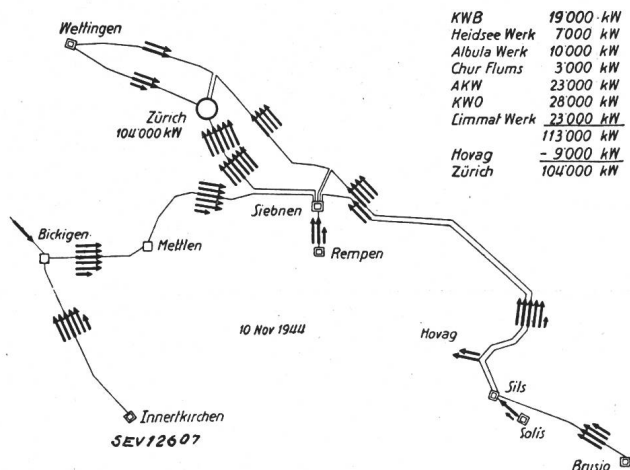 KWB 19'000 kW
Heidsee Werk 7'000 kW
Albula Werk 10'000 kW
Chur Flums 3'000 kW
AKW 23'000 kW
KWO 28'000 kW
Limmat Werk 23'000 kW
113'000 kW
Hovag - 9'000 kW
Zürich 104'000 kW
Wettingen
Zürich
104'000 kW
Siebnen
Bickigen
Mettlen
Rempen
10 Nov 1944
Hovag
Sils
Solis
Innertkirchen
SEV12607
Brusio